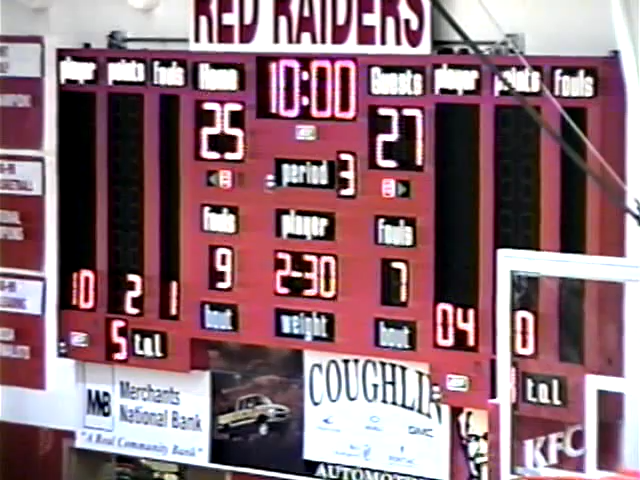 RED RAIDERS
player points fouls Home 10:00 Guests player points fouls
25 27
period 3
fouls player fouls
9 2-30 7
10 2 1 bout weight bout 04 0
5 t.o.l t.o.l
Merchants
National Bank
"A Real Community Bank"
COUGHLIN
GMC
AUTOMOTIVE
KFC